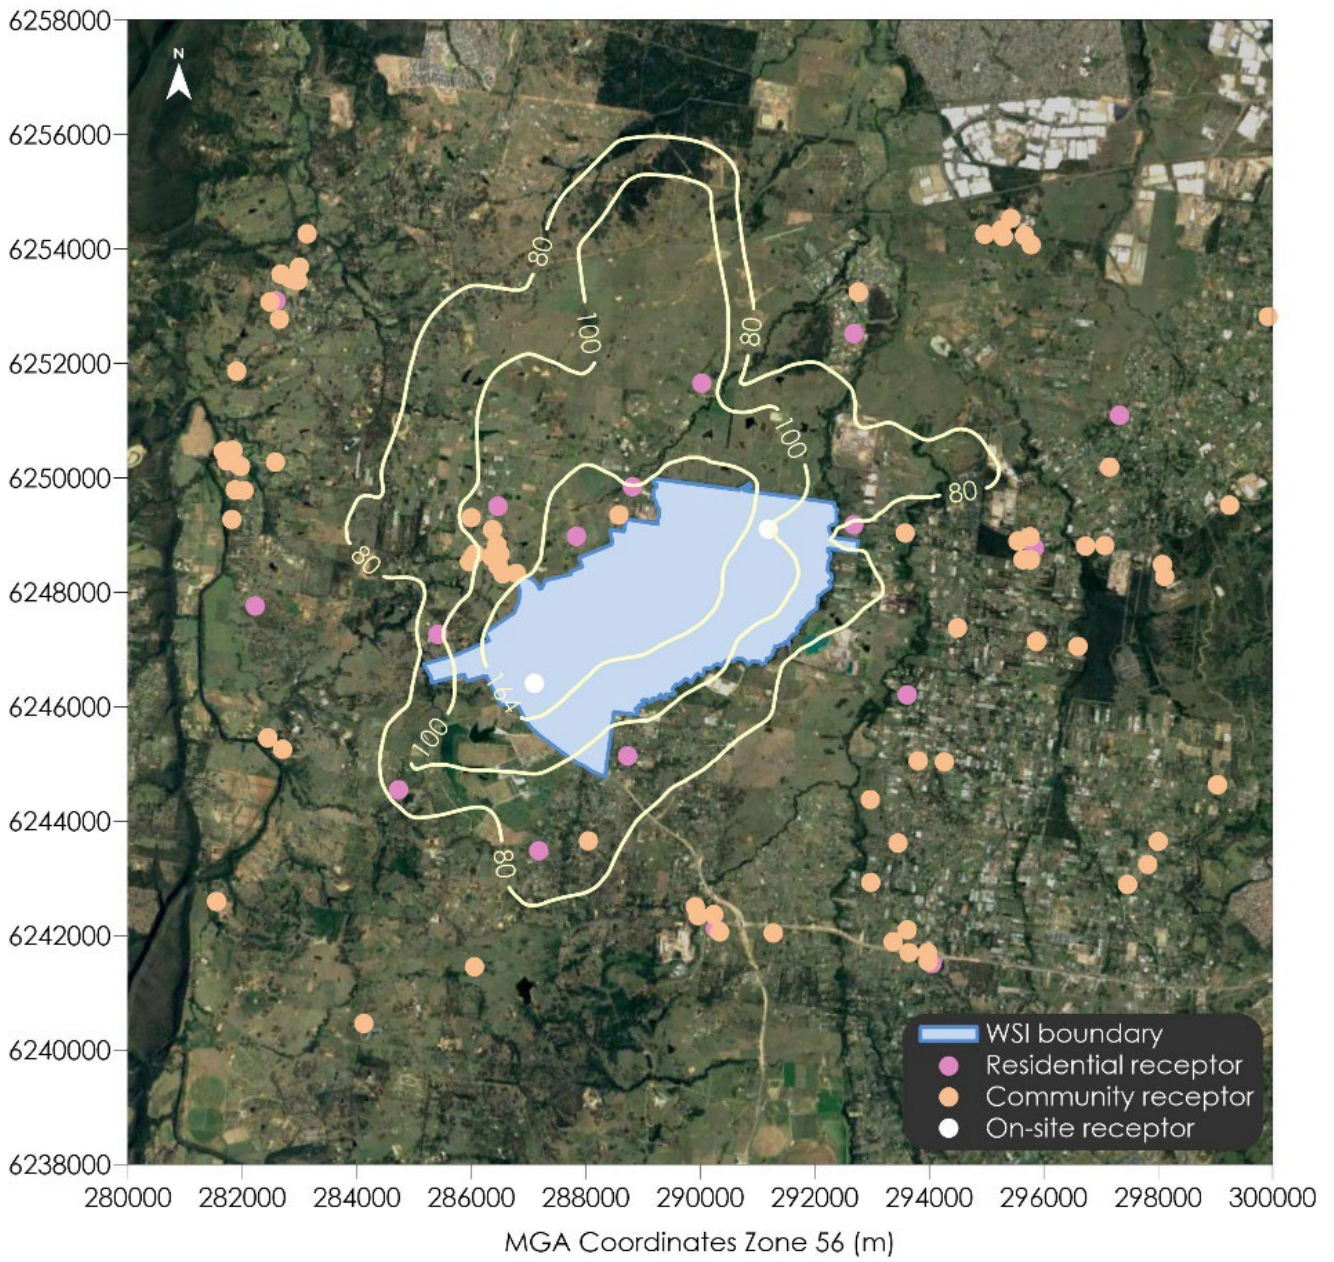 6258000
N
6256000
80
6254000
100
80
6252000
100
6250000
80
80
6248000
164
6246000
100
6244000
80
6242000
6240000
WSI boundary
Residential receptor
Community receptor
On-site receptor
6238000
280000 282000 284000 286000 288000 290000 292000 294000 296000 298000 300000
MGA Coordinates Zone 56 (m)